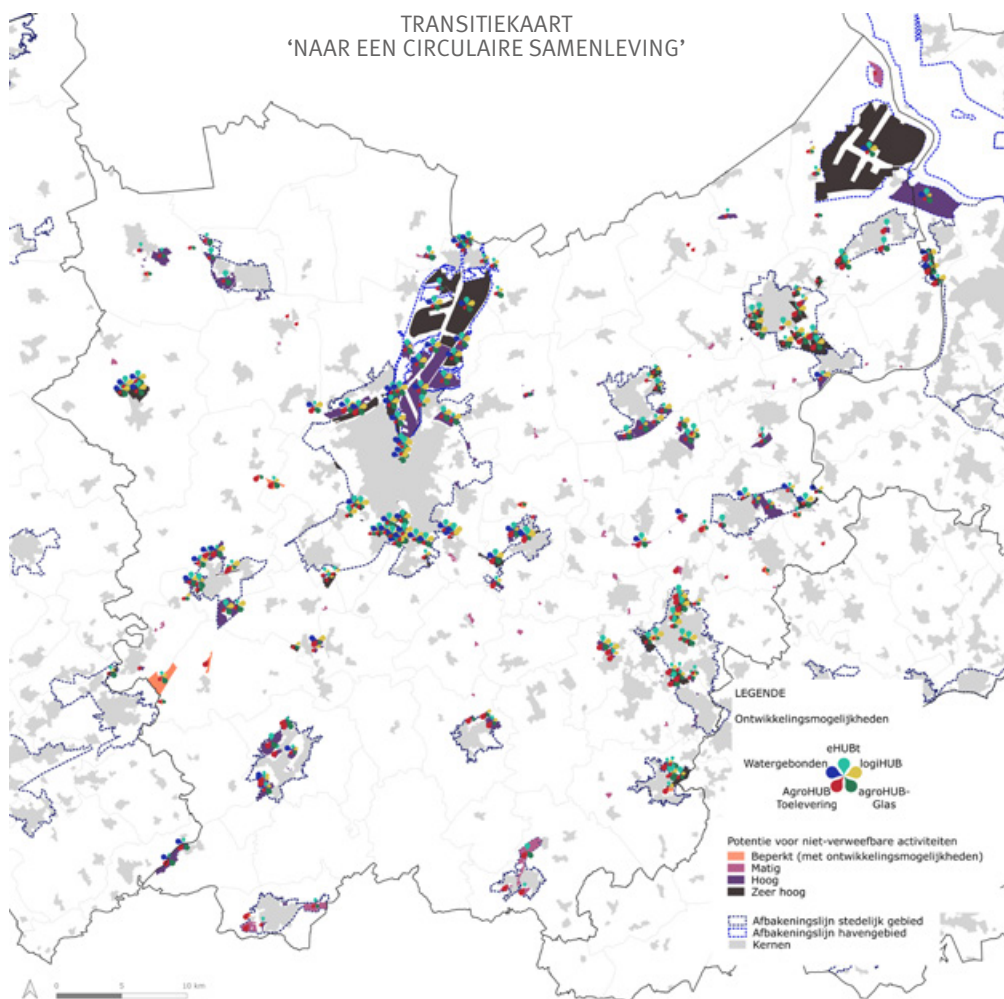 TRANSITIEKAART
‘NAAR EEN CIRCULAIRE SAMENLEVING’
LEGENDE
Ontwikkelingsmogelijkheden
eHUBt
Watergebonden
logiHUB
AgroHUB
Toelevering
agroHUB-
Glas
Potentie voor niet-verweefbare activiteiten
Beperkt (met ontwikkelingsmogelijkheden)
Matig
Hoog
Zeer hoog
Afbakeningslijn stedelijk gebied
Afbakeningslijn havengebied
Kernen
0 5 10 km